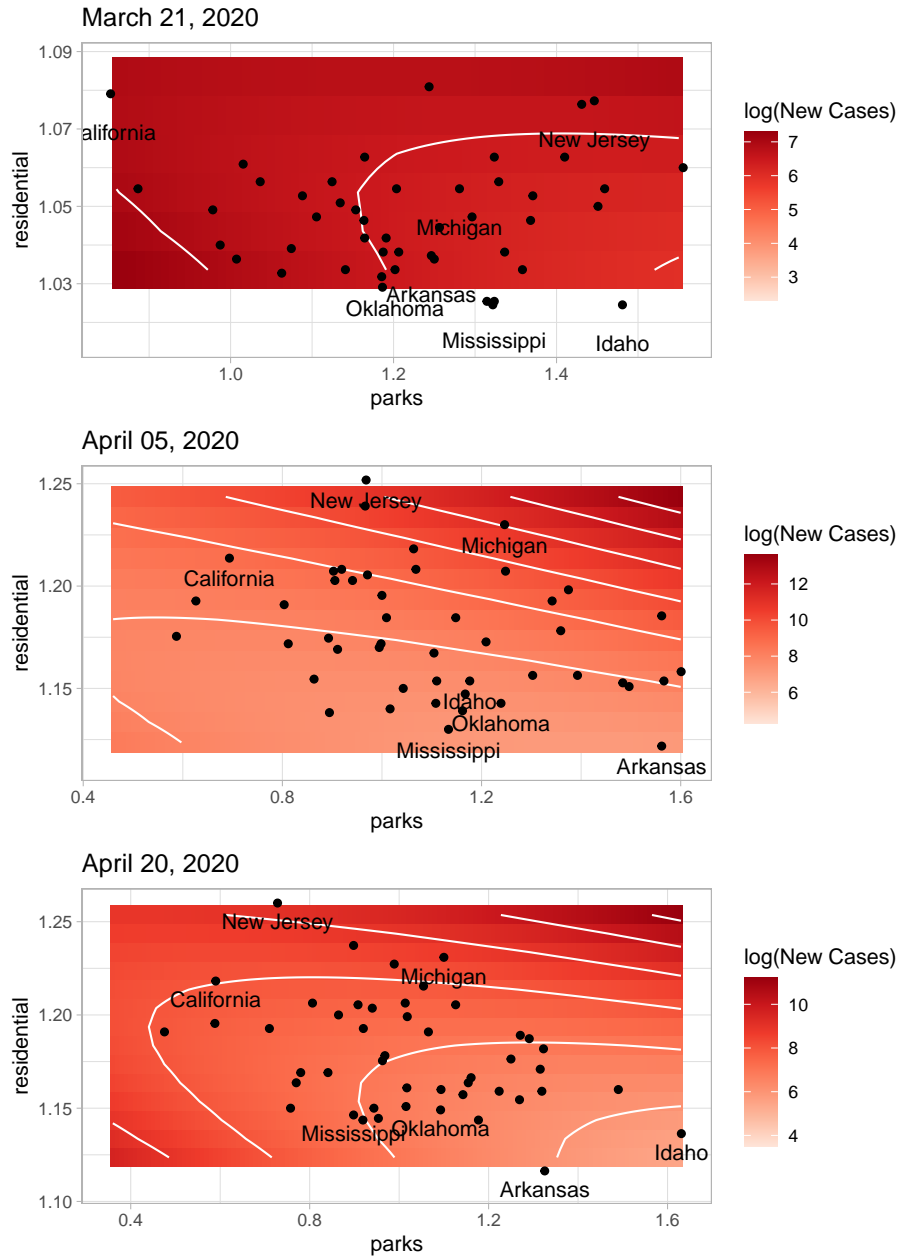 March 21, 2020
1.09
1.07
1.05
1.03
residential
alifornia
New Jersey
Michigan
Arkansas
Oklahoma
Mississippi
Idaho
1.0
1.2
1.4
parks
log(New Cases)
7
6
5
4
3
April 05, 2020
1.25
1.20
1.15
residential
New Jersey
Michigan
California
Idaho
Oklahoma
Mississippi
Arkansas
0.4
0.8
1.2
1.6
parks
log(New Cases)
12
10
8
6
April 20, 2020
1.25
1.20
1.15
1.10
residential
New Jersey
Michigan
California
Mississippi
Oklahoma
Idaho
Arkansas
0.4
0.8
1.2
1.6
parks
log(New Cases)
10
8
6
4